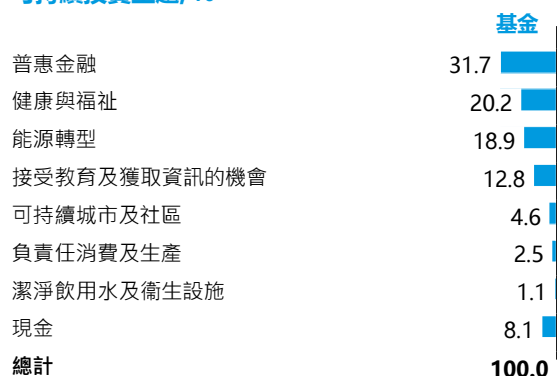 基金
普惠金融 31.7
健康與福祉 20.2
能源轉型 18.9
接受教育及獲取資訊的機會 12.8
可持續城市及社區 4.6
負責任消費及生產 2.5
潔淨飲用水及衞生設施 1.1
現金 8.1
總計 100.0